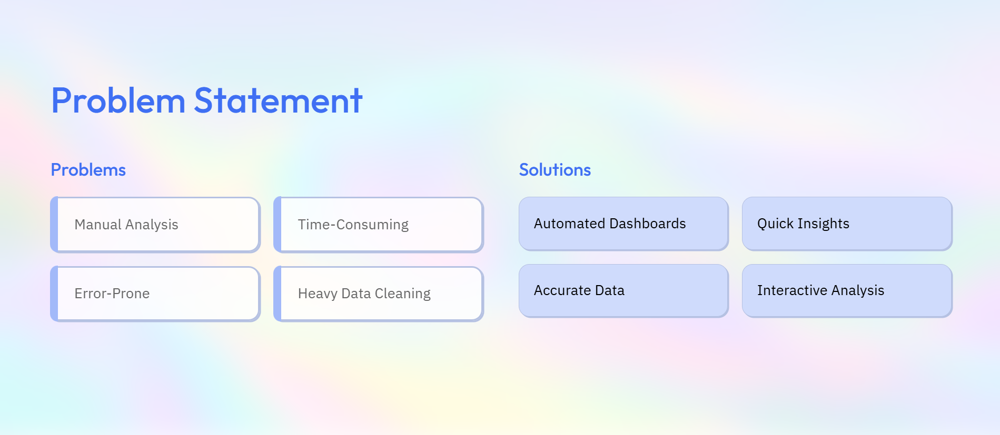 Problem Statement
Problems
Manual Analysis
Time-Consuming
Error-Prone
Heavy Data Cleaning
Solutions
Automated Dashboards
Quick Insights
Accurate Data
Interactive Analysis